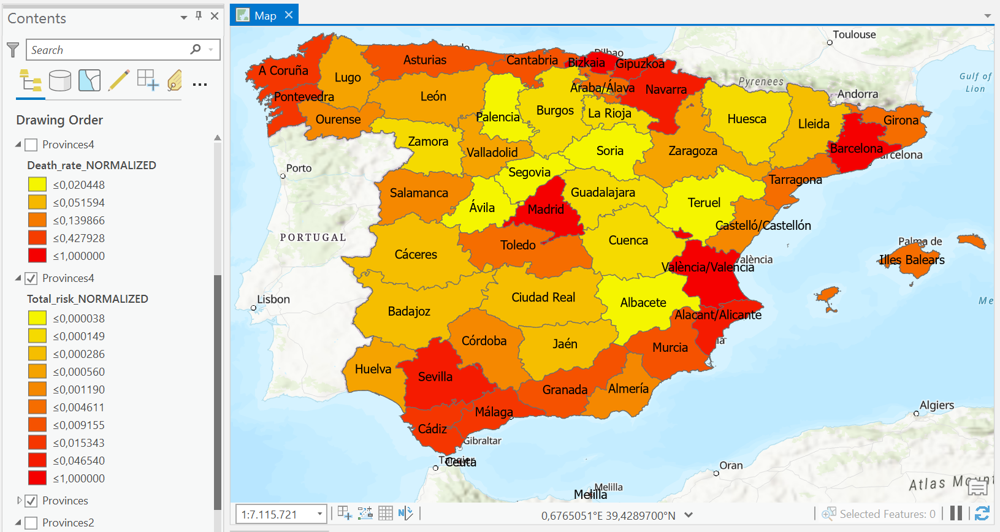 Contents
Search
Drawing Order
Provinces4
Death_rate_NORMALIZED
≤0,020448
≤0,051594
≤0,139866
≤0,427928
≤1,000000
Provinces4
Total_risk_NORMALIZED
≤0,000038
≤0,000149
≤0,000286
≤0,000560
≤0,001190
≤0,004611
≤0,009155
≤0,015343
≤0,046540
≤1,000000
Provinces
Provinces2
Map
Toulouse
Bilbao
Gulf of
Lion
Pyrenees
Andorra
A Coruña
Lugo
Asturias
Cantabria
Bizkaia
Gipuzkoa
Pontevedra
Ourense
León
Palencia
Burgos
Araba/Álava
Navarra
La Rioja
Huesca
Lleida
Girona
Barcelona
arcelona
Zamora
Valladolid
Soria
Zaragoza
Porto
Segovia
Tarragona
Salamanca
Ávila
Madrid
Guadalajara
Teruel
Castelló/Castellón
PORTUGAL
Cáceres
Toledo
Cuenca
València/Valencia
alència
Palma de
Illes Balears
Lisbon
Badajoz
Ciudad Real
Albacete
Alacant/Alicante
Me
Córdoba
Jaén
Murcia
Huelva
Sevilla
Granada
Almería
Málaga
Cádiz
Gibraltar
Tangier
Ceuta
Algiers
Oran
Melilla
Melilla
Atlas Mount
1:7.115.721
0,6765051°E 39,4289700°N
Selected Features: 0